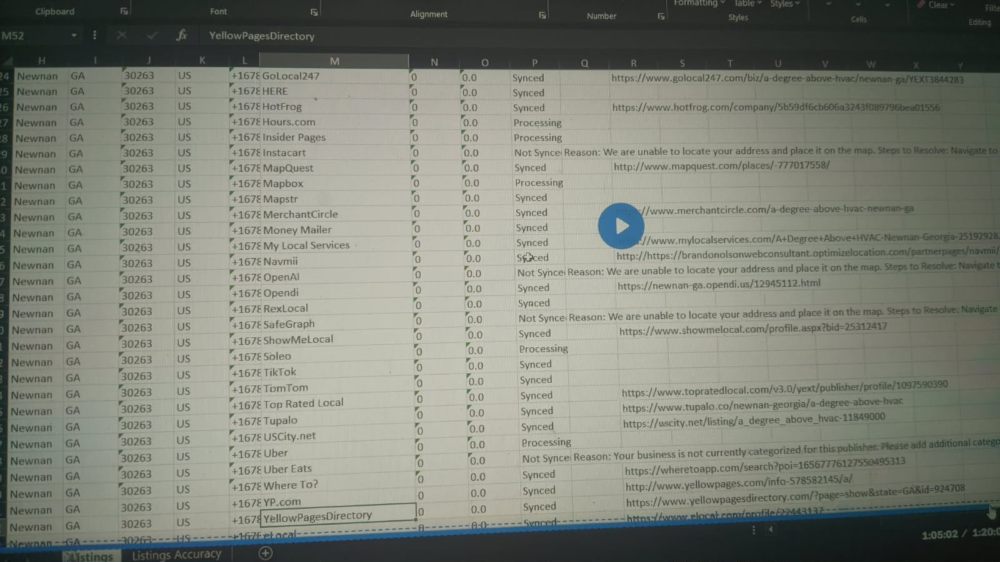 Clipboard Font Alignment Number Formatting Table Styles Styles Cells Clear Editing
M52 fx YellowPagesDirectory
H I J K L M N O P Q R S T U V W X Y
24 Newnan GA 30263 US +1678 GoLocal247 0 0.0 Synced https://www.golocal247.com/biz/a-degree-above-hvac/newnan-ga/YEXT3844283
25 Newnan GA 30263 US +1678 HERE 0 0.0 Synced
26 Newnan GA 30263 US +1678 HotFrog 0 0.0 Synced https://www.hotfrog.com/company/5b59df6cb606a3243f089796bea01556
27 Newnan GA 30263 US +1678 Hours.com 0 0.0 Processing
28 Newnan GA 30263 US +1678 Insider Pages 0 0.0 Processing
9 Newnan GA 30263 US +1678 Instacart 0 0.0 Not Synce Reason: We are unable to locate your address and place it on the map. Steps to Resolve: Navigate to
0 Newnan GA 30263 US +1678 MapQuest 0 0.0 Synced http://www.mapquest.com/places/-777017558/
1 Newnan GA 30263 US +1678 Mapbox 0 0.0 Processing
2 Newnan GA 30263 US +1678 Mapstr 0 0.0 Synced
3 Newnan GA 30263 US +1678 MerchantCircle 0 0.0 Synced //www.merchantcircle.com/a-degree-above-hvac-newnan-ga
4 Newnan GA 30263 US +1678 Money Mailer 0 0.0 Synced
5 Newnan GA 30263 US +1678 My Local Services 0 0.0 Synced //www.mylocalservices.com/A+Degree+Above+HVAC-Newnan-Georgia-25192928.
6 Newnan GA 30263 US +1678 Navmii 0 0.0 Synced http://https://brandonolsonwebconsultant.optimizelocation.com/partnerpages/navmii/
7 Newnan GA 30263 US +1678 OpenAI 0 0.0 Not Synce Reason: We are unable to locate your address and place it on the map. Steps to Resolve: Navigate t
8 Newnan GA 30263 US +1678 Opendi 0 0.0 Synced https://newnan-ga.opendi.us/12945112.html
9 Newnan GA 30263 US +1678 RexLocal 0 0.0 Synced
0 Newnan GA 30263 US +1678 SafeGraph 0 0.0 Not Synce Reason: We are unable to locate your address and place it on the map. Steps to Resolve: Navigate
1 Newnan GA 30263 US +1678 ShowMeLocal 0 0.0 Synced https://www.showmelocal.com/profile.aspx?bid=25312417
2 Newnan GA 30263 US +1678 Soleo 0 0.0 Processing
3 Newnan GA 30263 US +1678 TikTok 0 0.0 Synced
4 Newnan GA 30263 US +1678 TomTom 0 0.0 Synced
5 Newnan GA 30263 US +1678 Top Rated Local 0 0.0 Synced https://www.topratedlocal.com/v3.0/yext/publisher/profile/1097590390
6 Newnan GA 30263 US +1678 Tupalo 0 0.0 Synced https://www.tupalo.co/newnan-georgia/a-degree-above-hvac
7 Newnan GA 30263 US +1678 USCity.net 0 0.0 Synced https://uscity.net/listing/a_degree_above_hvac-11849000
8 Newnan GA 30263 US +1678 Uber 0 0.0 Processing
9 Newnan GA 30263 US +1678 Uber Eats 0 0.0 Not Synce Reason: Your business is not currently categorized for this publisher. Please add additional catego
Newnan GA 30263 US +1678 Where To? 0 0.0 Synced https://wheretoapp.com/search?poi=16567776127550495313
Newnan GA 30263 US +1678 YP.com 0 0.0 Synced http://www.yellowpages.com/info-578582145/a/
Newnan GA 30263 US +1678 YellowPagesDirectory 0 0.0 Synced https://www.yellowpagesdirectory.com/?page=show&state=GA&id=924708
Newnan GA 30263 US +1678 eLocal 0 0.0 Synced https://www.elocal.com/profile/22443137
1:05:02 / 1:20:0
Listings Listings Accuracy